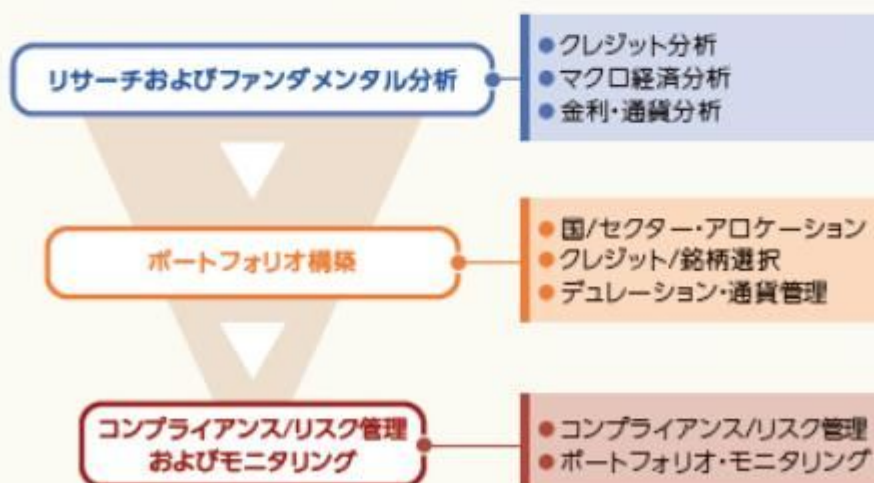 リサーチおよびファンダメンタル分析
●クレジット分析
●マクロ経済分析
●金利・通貨分析
ポートフォリオ構築
●国/セクター・アロケーション
●クレジット/銘柄選択
●デュレーション・通貨管理
コンプライアンス/リスク管理
およびモニタリング
●コンプライアンス/リスク管理
●ポートフォリオ・モニタリング